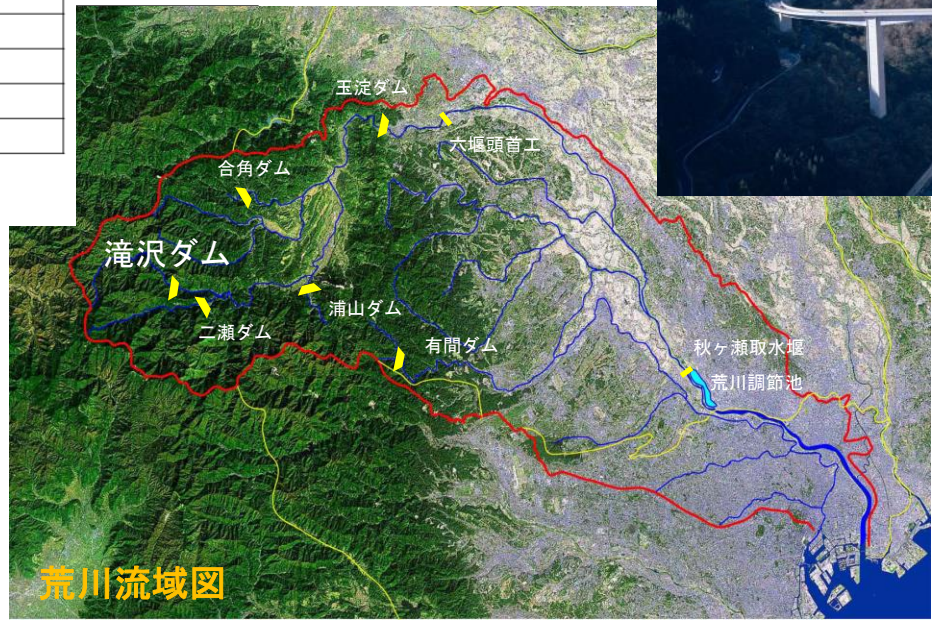 玉淀ダム
六堰頭首工
合角ダム
滝沢ダム
浦山ダム
二瀬ダム
有間ダム
秋ヶ瀬取水堰
荒川調節池
荒川流域図